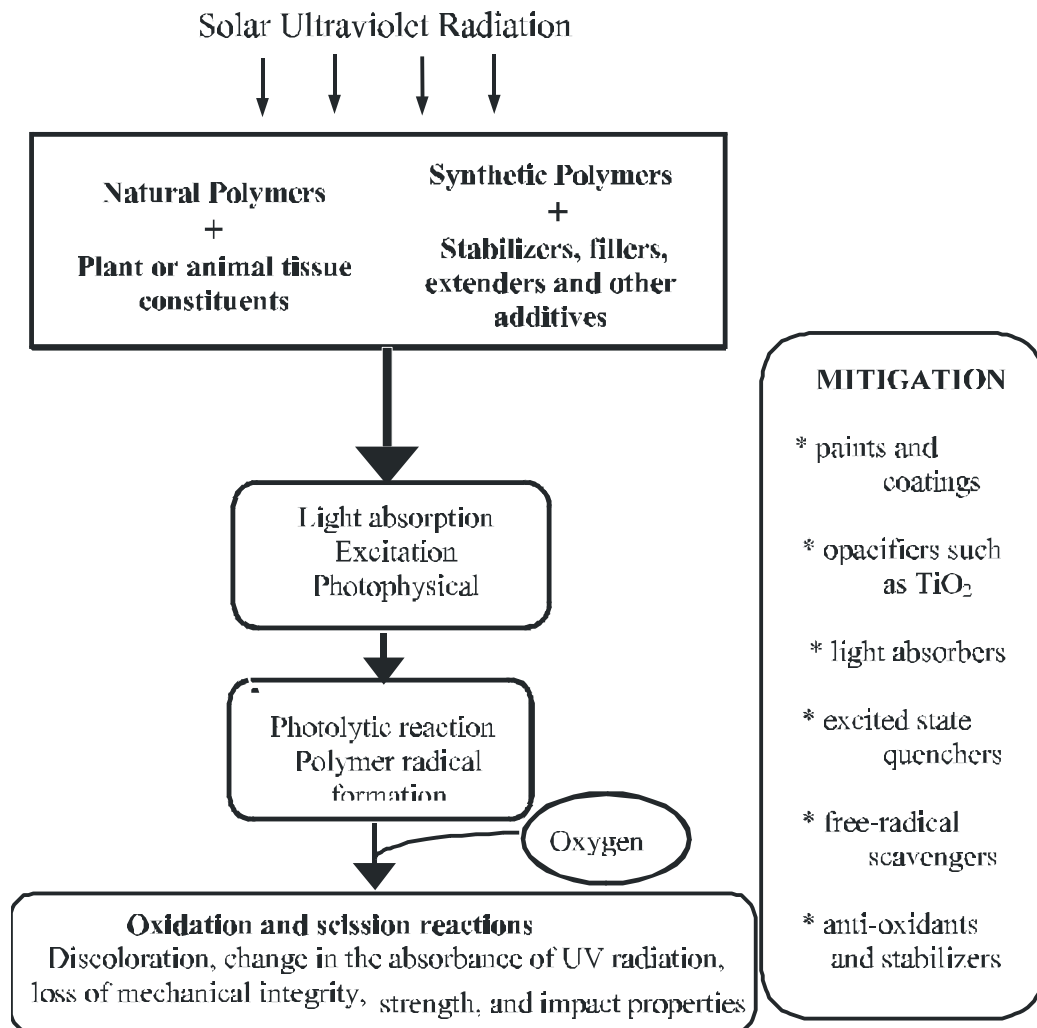 Solar Ultraviolet Radiation
Natural Polymers
+
Plant or animal tissue
constituents
Synthetic Polymers
+
Stabilizers, fillers,
extenders and other
additives
Light absorption
Excitation
Photophysical
Photolytic reaction
Polymer radical
formation
Oxygen
Oxidation and scission reactions
Discoloration, change in the absorbance of UV radiation,
loss of mechanical integrity, strength, and impact properties
MITIGATION
* paints and
coatings
* opacifiers such
as TiO₂
* light absorbers
* excited state
quenchers
* free-radical
scavengers
* anti-oxidants
and stabilizers